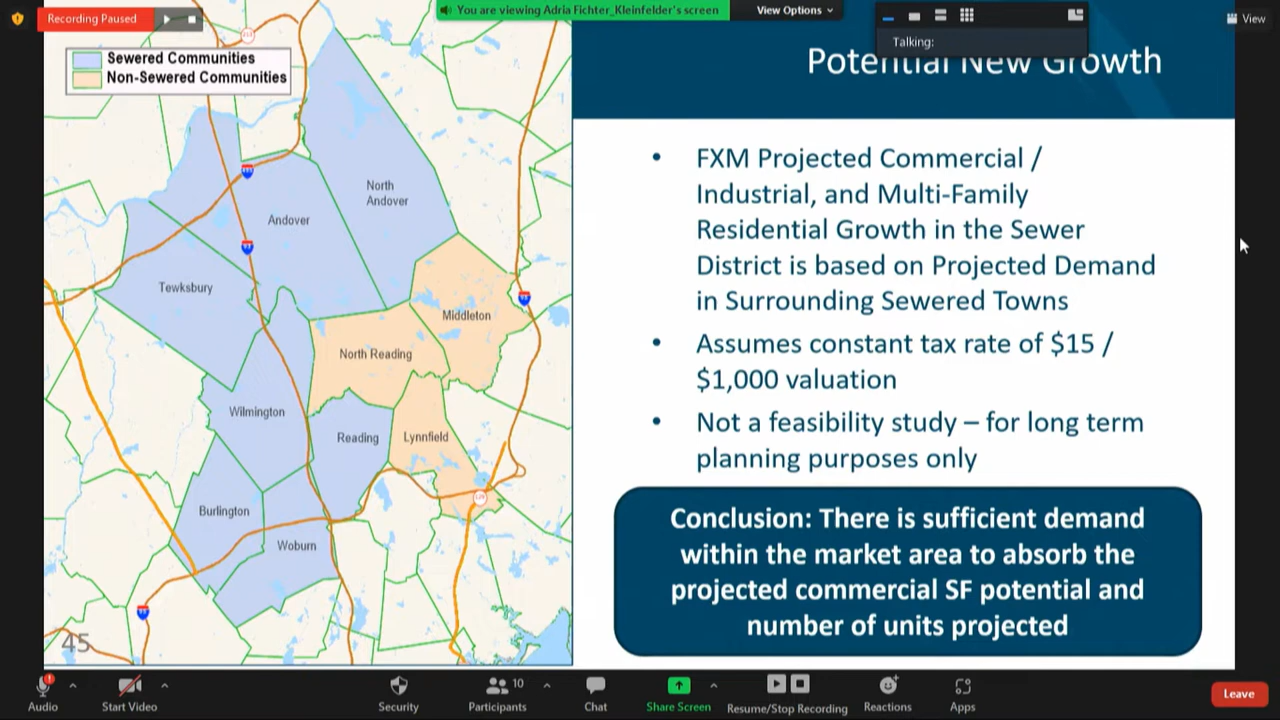 Recording Paused
You are viewing Adria Fichter_Kleinfelder's screen
View Options
View
Talking:
Sewered Communities
Non-Sewered Communities
Potential New Growth
North
Andover
Andover
Tewksbury
Middleton
North Reading
Wilmington
Reading
Lynnfield
Burlington
Woburn
45
• FXM Projected Commercial /
Industrial, and Multi-Family
Residential Growth in the Sewer
District is based on Projected Demand
in Surrounding Sewered Towns
• Assumes constant tax rate of $15 /
$1,000 valuation
• Not a feasibility study – for long term
planning purposes only
Conclusion: There is sufficient demand
within the market area to absorb the
projected commercial SF potential and
number of units projected
Audio
Start Video
Security
Participants
10
Chat
Share Screen
Resume/Stop Recording
Reactions
Apps
Leave